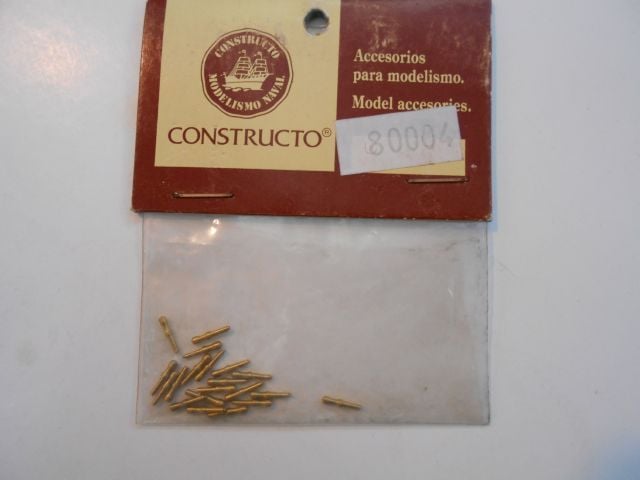 CONSTRUCTO
MODELISMO NAVAL
CONSTRUCTO®
Accesorios
para modelismo.
Model accesories.
80004